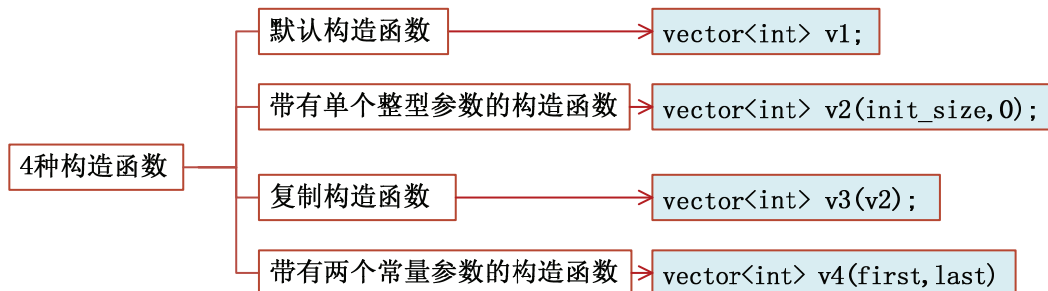 4种构造函数
默认构造函数
vector<int> v1;
带有单个整型参数的构造函数
vector<int> v2(init_size,0);
复制构造函数
vector<int> v3(v2);
带有两个常量参数的构造函数
vector<int> v4(first,last)